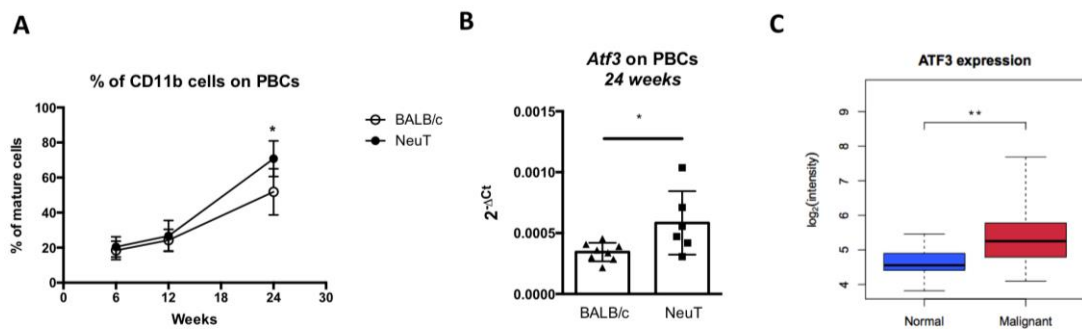 A
% of CD11b cells on PBCs
% of mature cells
100
80
60
40
20
0
*
0 6 12 18 24 30
Weeks
BALB/c
NeuT
B
Atf3 on PBCs
24 weeks
2^-ΔCt
0.0015
0.0010
0.0005
0.0000
*
BALB/c NeuT
C
ATF3 expression
log₂(intensity)
9
8
7
6
5
4
**
Normal Malignant